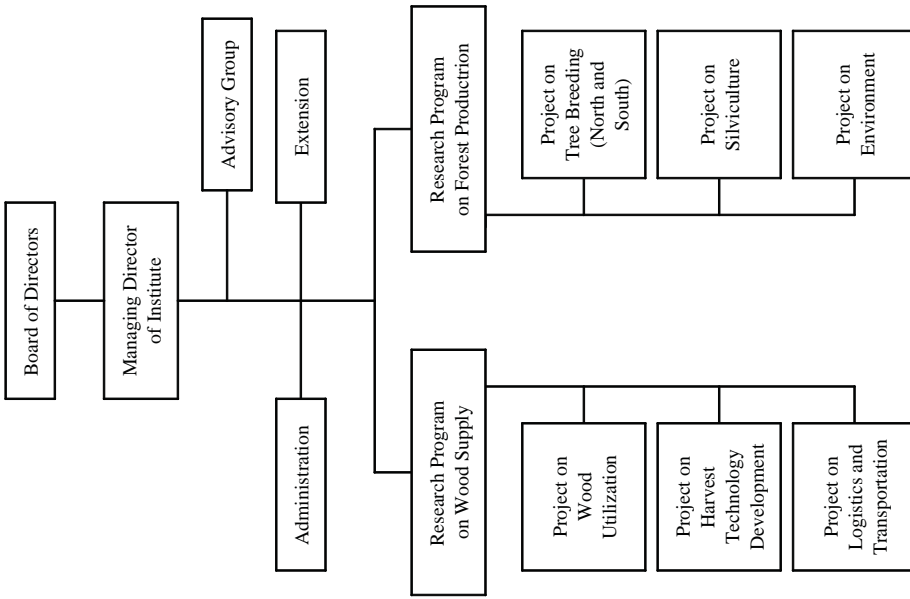 Board of Directors
Managing Director
of Institute
Advisory Group
Administration
Extension
Research Program
on Wood Supply
Research Program
on Forest Productrion
Project on
Wood
Utilization
Project on
Harvest
Technology
Development
Project on
Logistics and
Transportation
Project on
Tree Breeding
(North and
South)
Project on
Silviculture
Project on
Environment